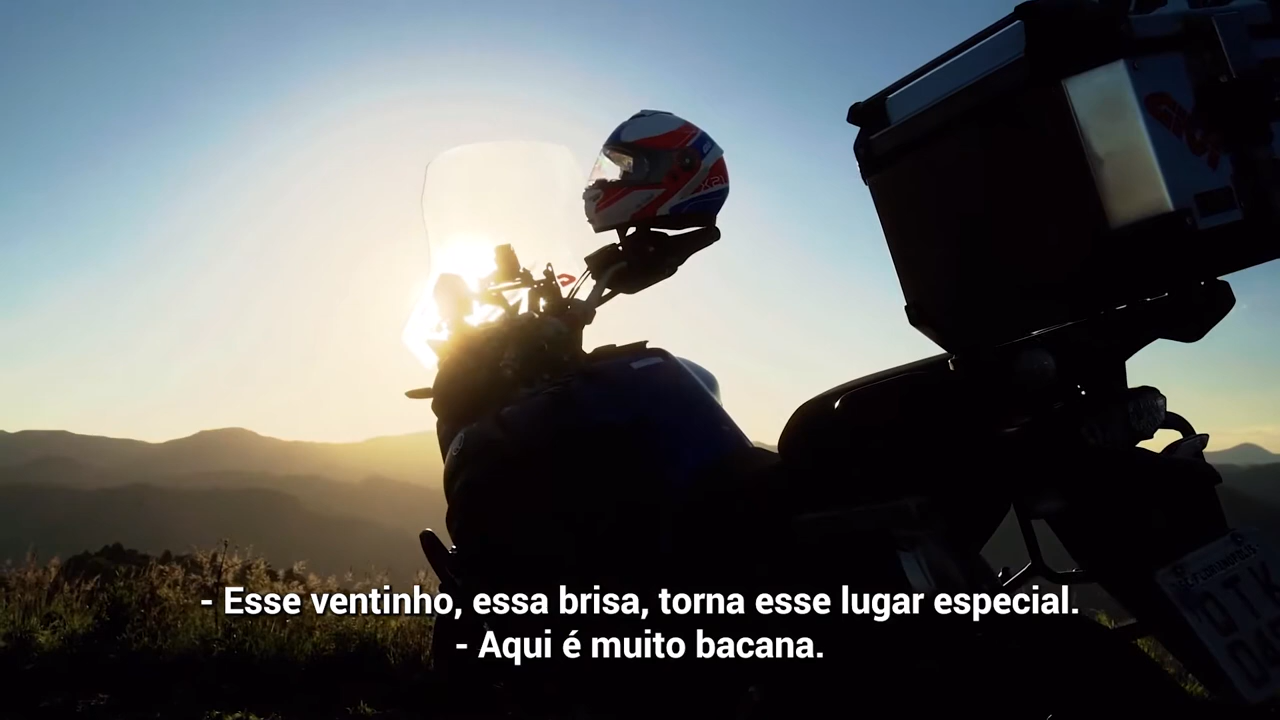 - Esse ventinho, essa brisa, torna esse lugar especial.
- Aqui é muito bacana.